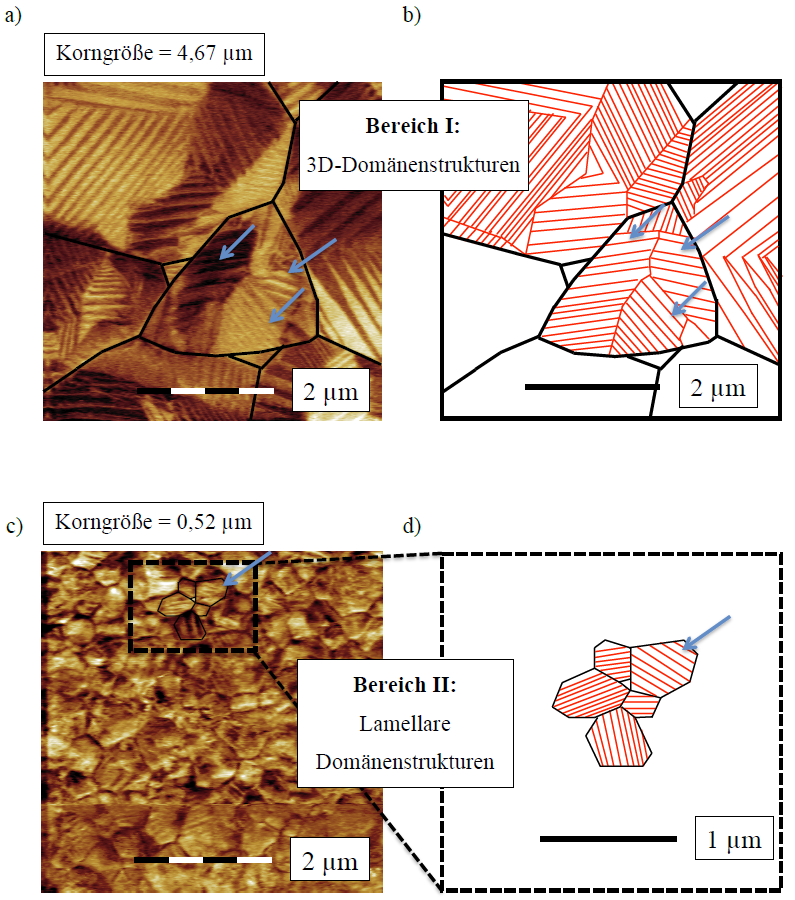 a)
b)
Korngröße = 4,67 µm
Bereich I:
3D-Domänenstrukturen
2 µm
2 µm
c)
d)
Korngröße = 0,52 µm
Bereich II:
Lamellare
Domänenstrukturen
2 µm
1 µm